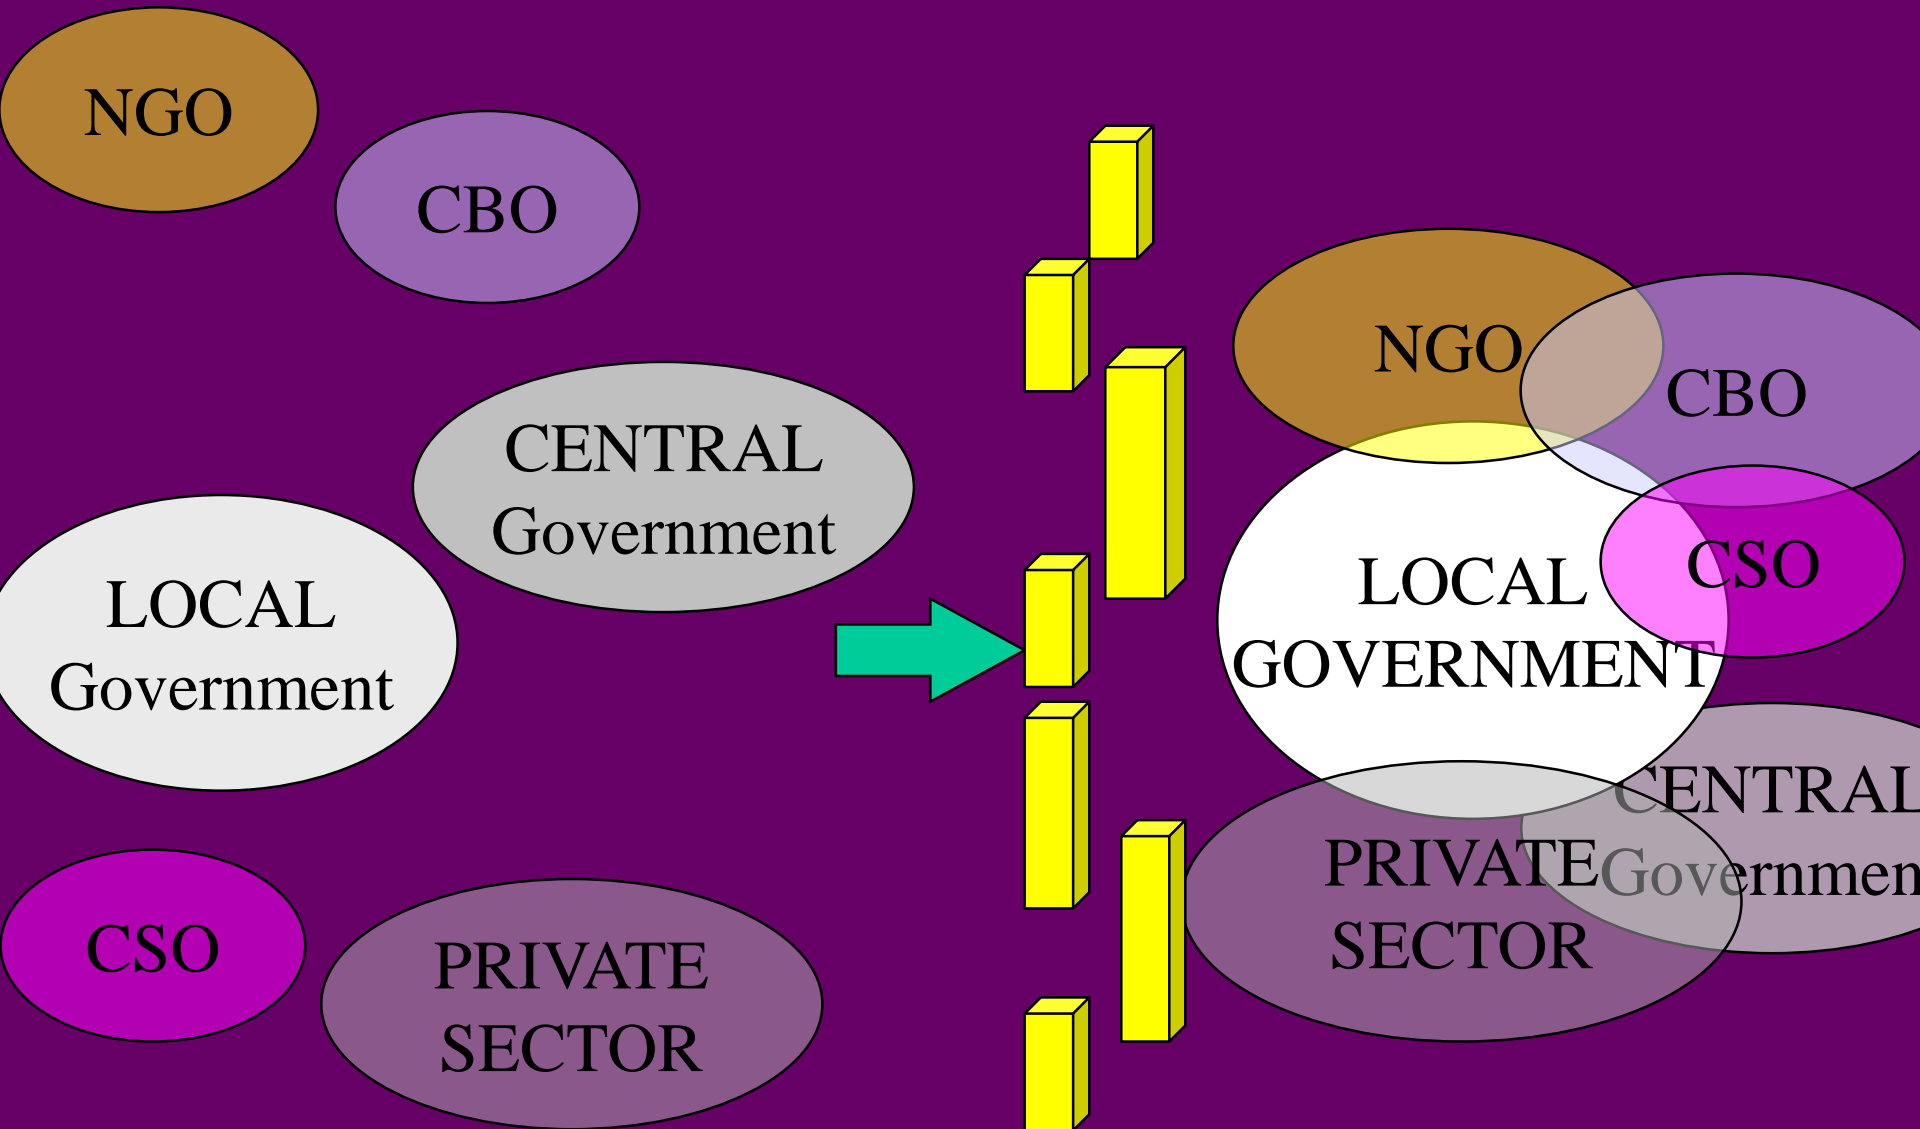 NGO
CBO
CENTRAL
Government
LOCAL
Government
CSO
PRIVATE
SECTOR
NGO
CBO
CSO
LOCAL
GOVERNMENT
CENTRAL
Governmen
PRIVATE
SECTOR